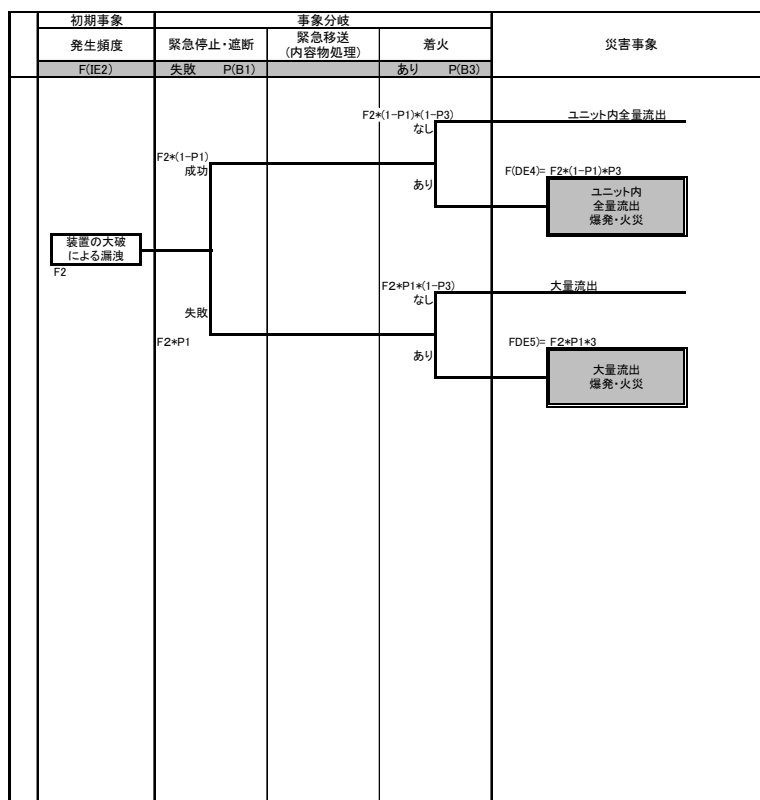 初期事象
事象分岐
発生頻度
緊急停止・遮断
緊急移送
(内容物処理)
着火
災害事象
F(IE2)
失敗 P(B1)
あり P(B3)
F2*(1-P1)*(1-P3)
なし
ユニット内全量流出
F2*(1-P1)
成功
あり
F(DE4)= F2*(1-P1)*P3
ユニット内
全量流出
爆発・火災
装置の大破
による漏洩
F2
F2*P1*(1-P3)
なし
大量流出
失敗
F2*P1
あり
FDE5)= F2*P1*3
大量流出
爆発・火災